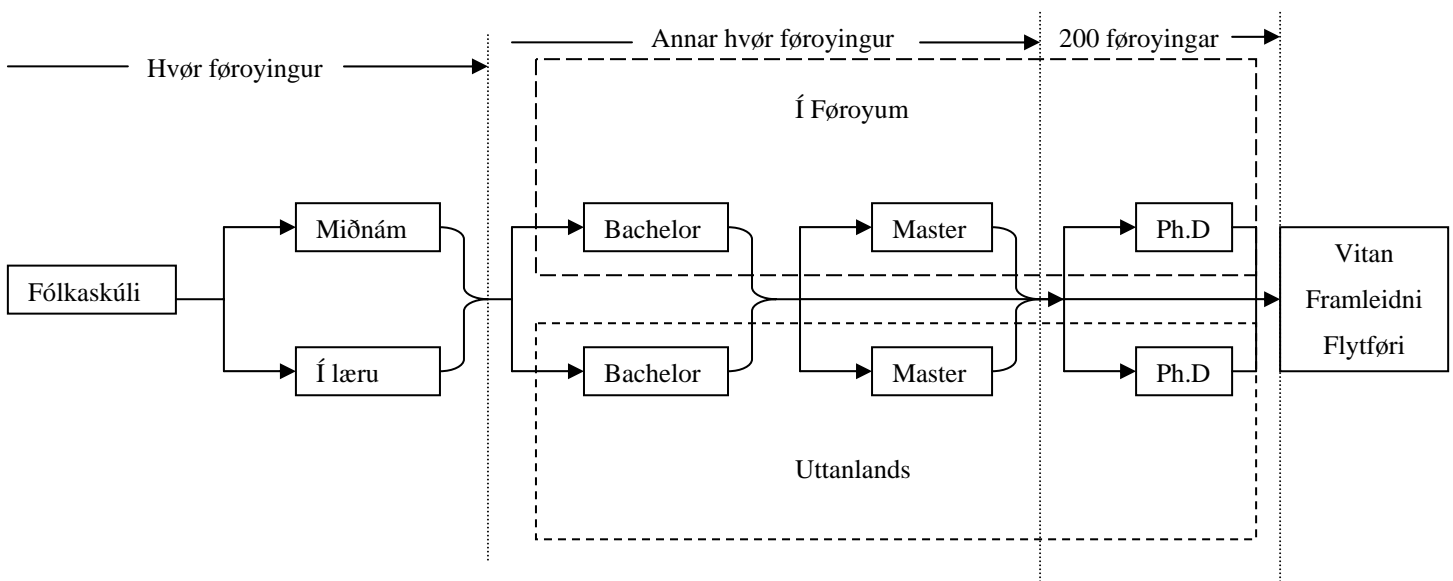 Annar hvør føroyingur
200 føroyingar
Hvør føroyingur
Í Føroyum
Miðnám
Bachelor
Master
Ph.D
Fólkaskúli
Vitan
Framleidni
Flytføri
Í læru
Bachelor
Master
Ph.D
Uttanlands